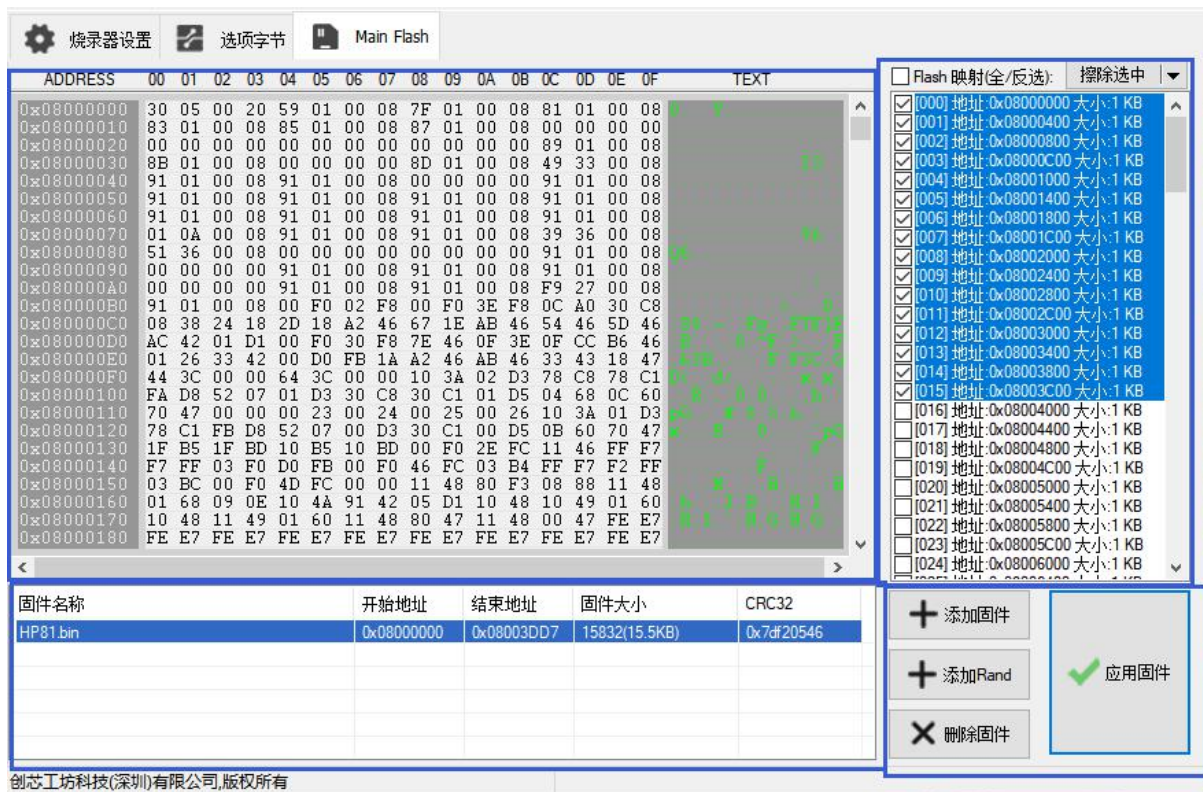 烧录器设置 选项字节 Main Flash
ADDRESS 00 01 02 03 04 05 06 07 08 09 0A 0B 0C 0D 0E 0F TEXT
0x08000000 30 05 00 20 59 01 00 08 7F 01 00 08 81 01 00 08
0x08000010 83 01 00 08 85 01 00 08 87 01 00 08 00 00 00 00
0x08000020 00 00 00 00 00 00 00 00 00 00 00 00 89 01 00 08
0x08000030 8B 01 00 08 00 00 00 00 8D 01 00 08 49 33 00 08
0x08000040 91 01 00 08 91 01 00 08 00 00 00 00 91 01 00 08
0x08000050 91 01 00 08 91 01 00 08 91 01 00 08 91 01 00 08
0x08000060 91 01 00 08 91 01 00 08 91 01 00 08 91 01 00 08
0x08000070 01 0A 00 08 91 01 00 08 91 01 00 08 39 36 00 08
0x08000080 51 36 00 08 00 00 00 00 00 00 00 00 91 01 00 08
0x08000090 00 00 00 00 91 01 00 08 91 01 00 08 91 01 00 08
0x080000A0 00 00 00 00 91 01 00 08 91 01 00 08 F9 27 00 08
0x080000B0 91 01 00 08 00 F0 02 F8 00 F0 3E F8 0C A0 30 C8
0x080000C0 08 38 24 18 2D 18 A2 46 67 1E AB 46 54 46 5D 46
0x080000D0 AC 42 01 D1 00 F0 30 F8 7E 46 0F 3E 0F CC B6 46
0x080000E0 01 26 33 42 00 D0 FB 1A A2 46 AB 46 33 43 18 47
0x080000F0 44 3C 00 00 64 3C 00 00 10 3A 02 D3 78 C8 78 C1
0x08000100 FA D8 52 07 01 D3 30 C8 30 C1 01 D5 04 68 0C 60
0x08000110 70 47 00 00 00 23 00 24 00 25 00 26 10 3A 01 D3
0x08000120 78 C1 FB D8 52 07 00 D3 30 C1 00 D5 0B 60 70 47
0x08000130 1F B5 1F BD 10 B5 10 BD 00 F0 2E FC 11 46 FF F7
0x08000140 F7 FF 03 F0 D0 FB 00 F0 46 FC 03 B4 FF F7 F2 FF
0x08000150 03 BC 00 F0 4D FC 00 00 11 48 80 F3 08 88 11 48
0x08000160 01 68 09 0E 10 4A 91 42 05 D1 10 48 10 49 01 60
0x08000170 10 48 11 49 01 60 11 48 80 47 11 48 00 47 FE E7
0x08000180 FE E7 FE E7 FE E7 FE E7 FE E7 FE E7 FE E7 FE E7
Flash 映射(全/反选): 擦除选中
[000] 地址:0x08000000 大小:1 KB
[001] 地址:0x08000400 大小:1 KB
[002] 地址:0x08000800 大小:1 KB
[003] 地址:0x08000C00 大小:1 KB
[004] 地址:0x08001000 大小:1 KB
[005] 地址:0x08001400 大小:1 KB
[006] 地址:0x08001800 大小:1 KB
[007] 地址:0x08001C00 大小:1 KB
[008] 地址:0x08002000 大小:1 KB
[009] 地址:0x08002400 大小:1 KB
[010] 地址:0x08002800 大小:1 KB
[011] 地址:0x08002C00 大小:1 KB
[012] 地址:0x08003000 大小:1 KB
[013] 地址:0x08003400 大小:1 KB
[014] 地址:0x08003800 大小:1 KB
[015] 地址:0x08003C00 大小:1 KB
[016] 地址:0x08004000 大小:1 KB
[017] 地址:0x08004400 大小:1 KB
[018] 地址:0x08004800 大小:1 KB
[019] 地址:0x08004C00 大小:1 KB
[020] 地址:0x08005000 大小:1 KB
[021] 地址:0x08005400 大小:1 KB
[022] 地址:0x08005800 大小:1 KB
[023] 地址:0x08005C00 大小:1 KB
[024] 地址:0x08006000 大小:1 KB
固件名称 开始地址 结束地址 固件大小 CRC32
HP81.bin 0x08000000 0x08003DD7 15832(15.5KB) 0x7df20546
添加固件
添加Rand
删除固件
应用固件
创芯工坊科技(深圳)有限公司,版权所有